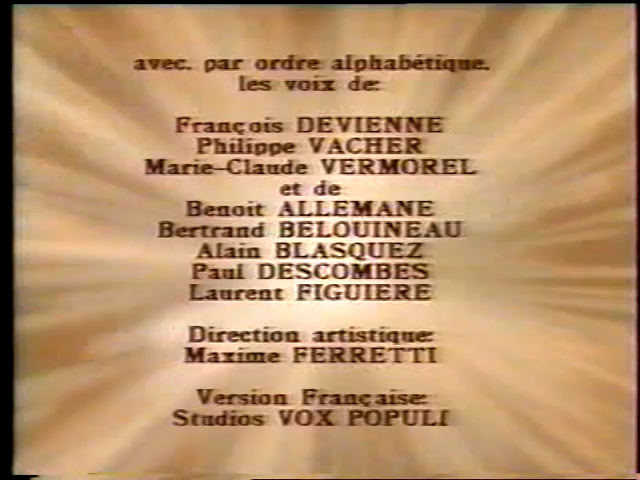 avec, par ordre alphabétique,
les voix de:
François DEVIENNE
Philippe VACHER
Marie-Claude VERMOREL
et de
Benoit ALLEMANE
Bertrand BELOUINEAU
Alain BLASQUEZ
Paul DESCOMBES
Laurent FIGUIERE
Direction artistique:
Maxime FERRETTI
Version Française:
Studios VOX POPULI